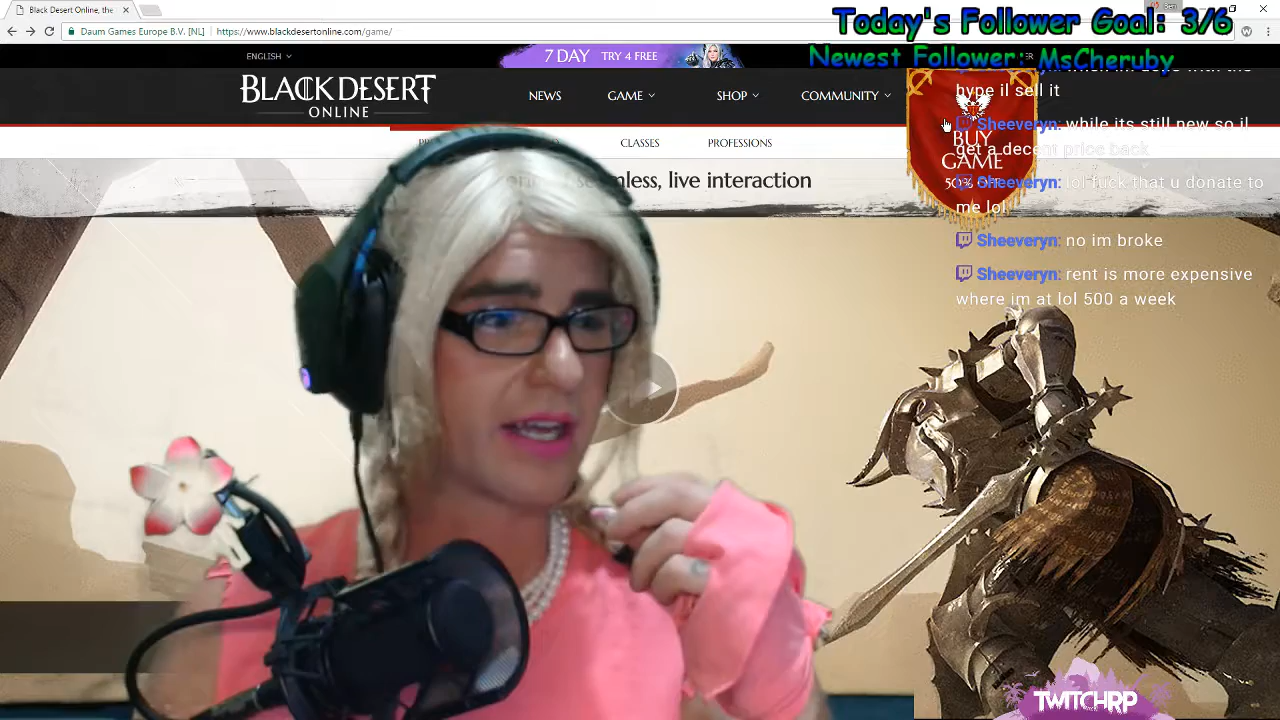 Black Desert Online, the
Daum Games Europe B.V. [NL] https://www.blackdesertonline.com/game/
Today's Follower Goal: 3/6
Newest Follower: MsCheruby
ENGLISH
7 DAY TRY 4 FREE
BLACK DESERT
ONLINE
NEWS GAME SHOP COMMUNITY
hype il sell it
Sheeveryn: while its still new so il
get a decent price back
BUY
GAME
50%
CLASSES PROFESSIONS
live interaction
Sheeveryn: lol fuck that u donate to
me lol
Sheeveryn: no im broke
Sheeveryn: rent is more expensive
where im at lol 500 a week
TWITCHRP